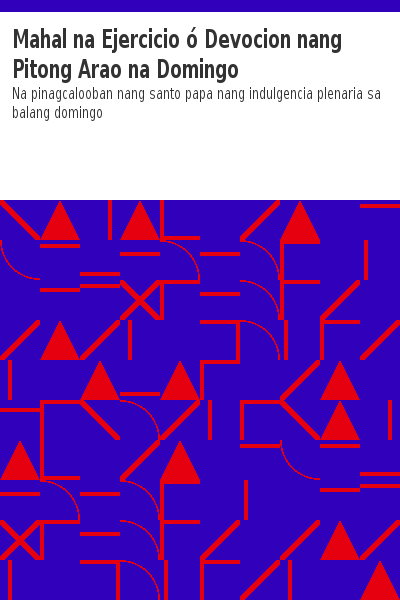 Mahal na Ejercicio ó Devocion nang
Pitong Arao na Domingo
Na pinagcalooban nang santo papa nang indulgencia plenaria sa
balang domingo